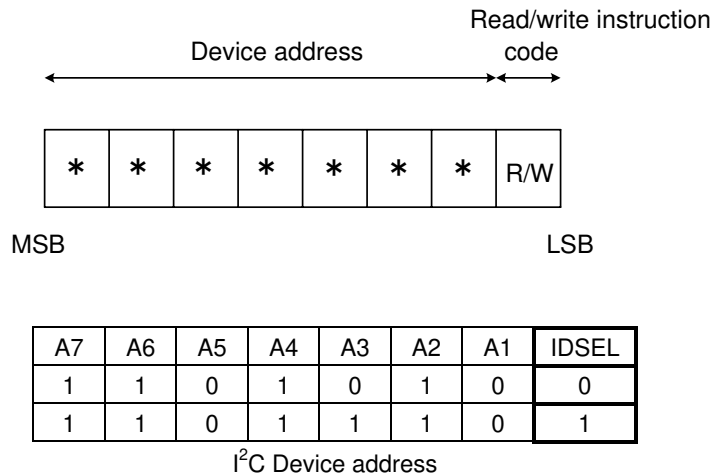 Read/write instruction
Device address code
* * * * * * * R/W
MSB LSB
A7 A6 A5 A4 A3 A2 A1 IDSEL
1 1 0 1 0 1 0 0
1 1 0 1 1 1 0 1
I²C Device address